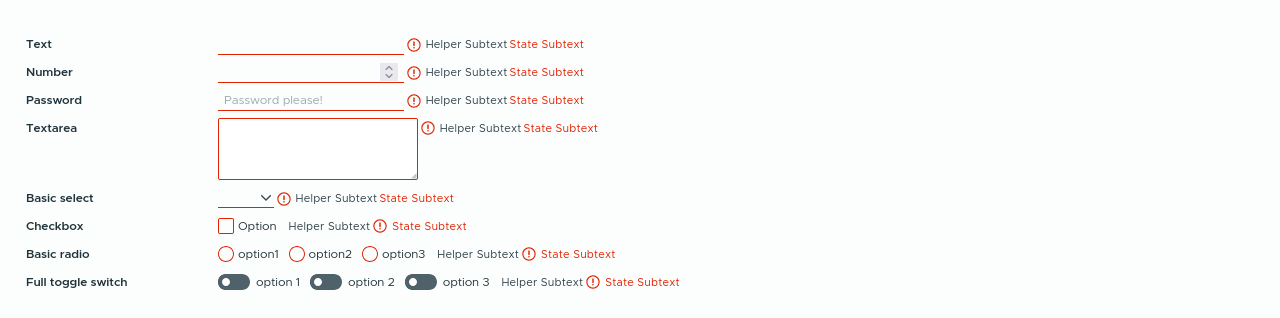 Text Helper Subtext State Subtext
Number Helper Subtext State Subtext
Password Password please! Helper Subtext State Subtext
Textarea Helper Subtext State Subtext
Basic select Helper Subtext State Subtext
Checkbox Option Helper Subtext State Subtext
Basic radio option1 option2 option3 Helper Subtext State Subtext
Full toggle switch option 1 option 2 option 3 Helper Subtext State Subtext